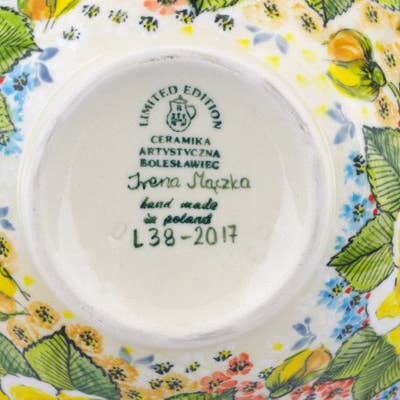 LIMITED EDITION
CERAMIKA
ARTYSTYCZNA
BOLESŁAWIEC
Irena Mączka
hand made
in poland
L38-2017